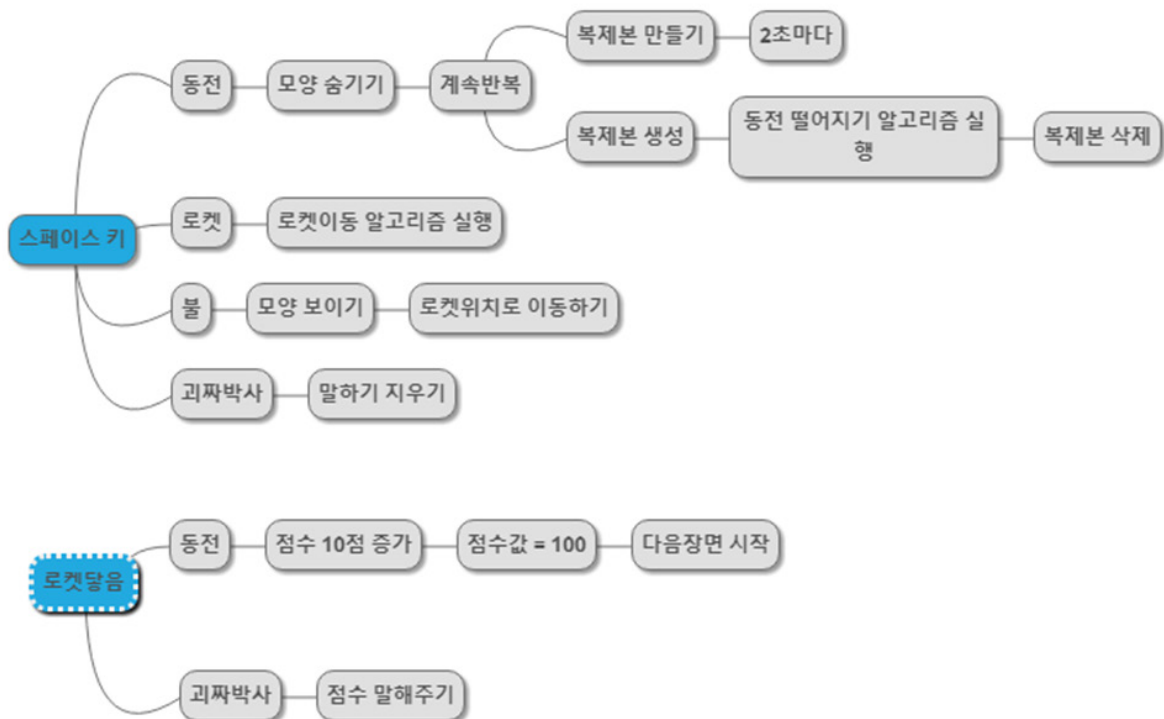 스페이스 키
동전
모양 숨기기
계속반복
복제본 만들기
2초마다
복제본 생성
동전 떨어지기 알고리즘 실
행
복제본 삭제
로켓
로켓이동 알고리즘 실행
불
모양 보이기
로켓위치로 이동하기
괴짜박사
말하기 지우기
로켓닿음
동전
점수 10점 증가
점수값 = 100
다음장면 시작
괴짜박사
점수 말해주기